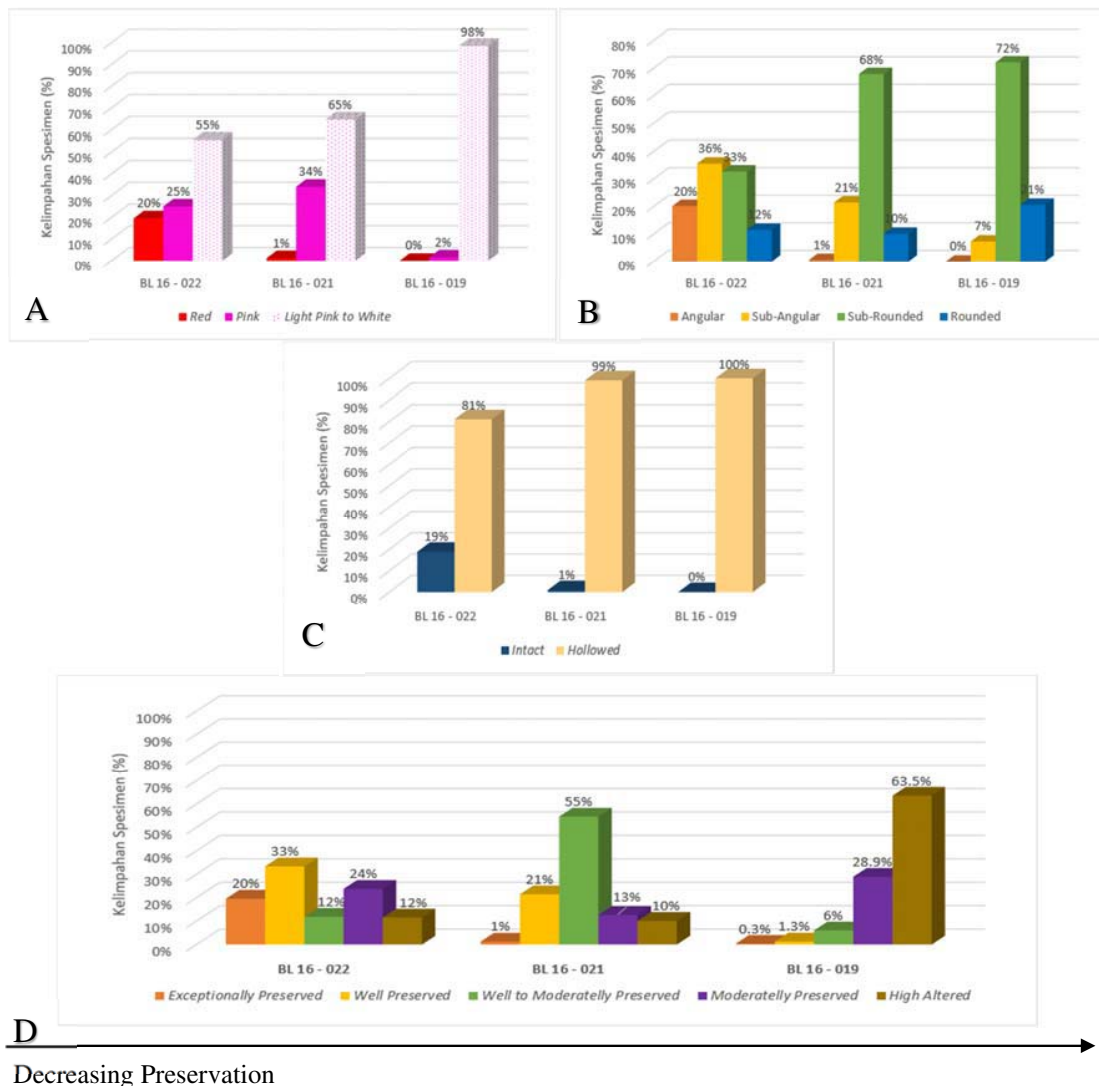 Kelimpahan Spesimen (%)
100%
90%
80%
70%
60%
50%
40%
30%
20%
10%
0%
20%
25%
55%
1%
34%
65%
0%
2%
98%
BL 16 - 022
BL 16 - 021
BL 16 - 019
A
Red
Pink
Light Pink to White
Kelimpahan Spesimen (%)
80%
70%
60%
50%
40%
30%
20%
10%
0%
20%
36%
33%
12%
1%
21%
68%
10%
0%
7%
72%
21%
BL 16 - 022
BL 16 - 021
BL 16 - 019
B
Angular
Sub-Angular
Sub-Rounded
Rounded
Kelimpahan Spesimen (%)
100%
90%
80%
70%
60%
50%
40%
30%
20%
10%
0%
19%
81%
1%
99%
0%
100%
BL 16 - 022
BL 16 - 021
BL 16 - 019
C
Intact
Hollowed
Kelimpahan Spesimen (%)
100%
90%
80%
70%
60%
50%
40%
30%
20%
10%
0%
20%
33%
12%
24%
12%
1%
21%
55%
13%
10%
0.3%
1.3%
6%
28.9%
63.5%
BL 16 - 022
BL 16 - 021
BL 16 - 019
Exceptionally Preserved
Well Preserved
Well to Moderatelly Preserved
Moderatelly Preserved
High Altered
D
Decreasing Preservation